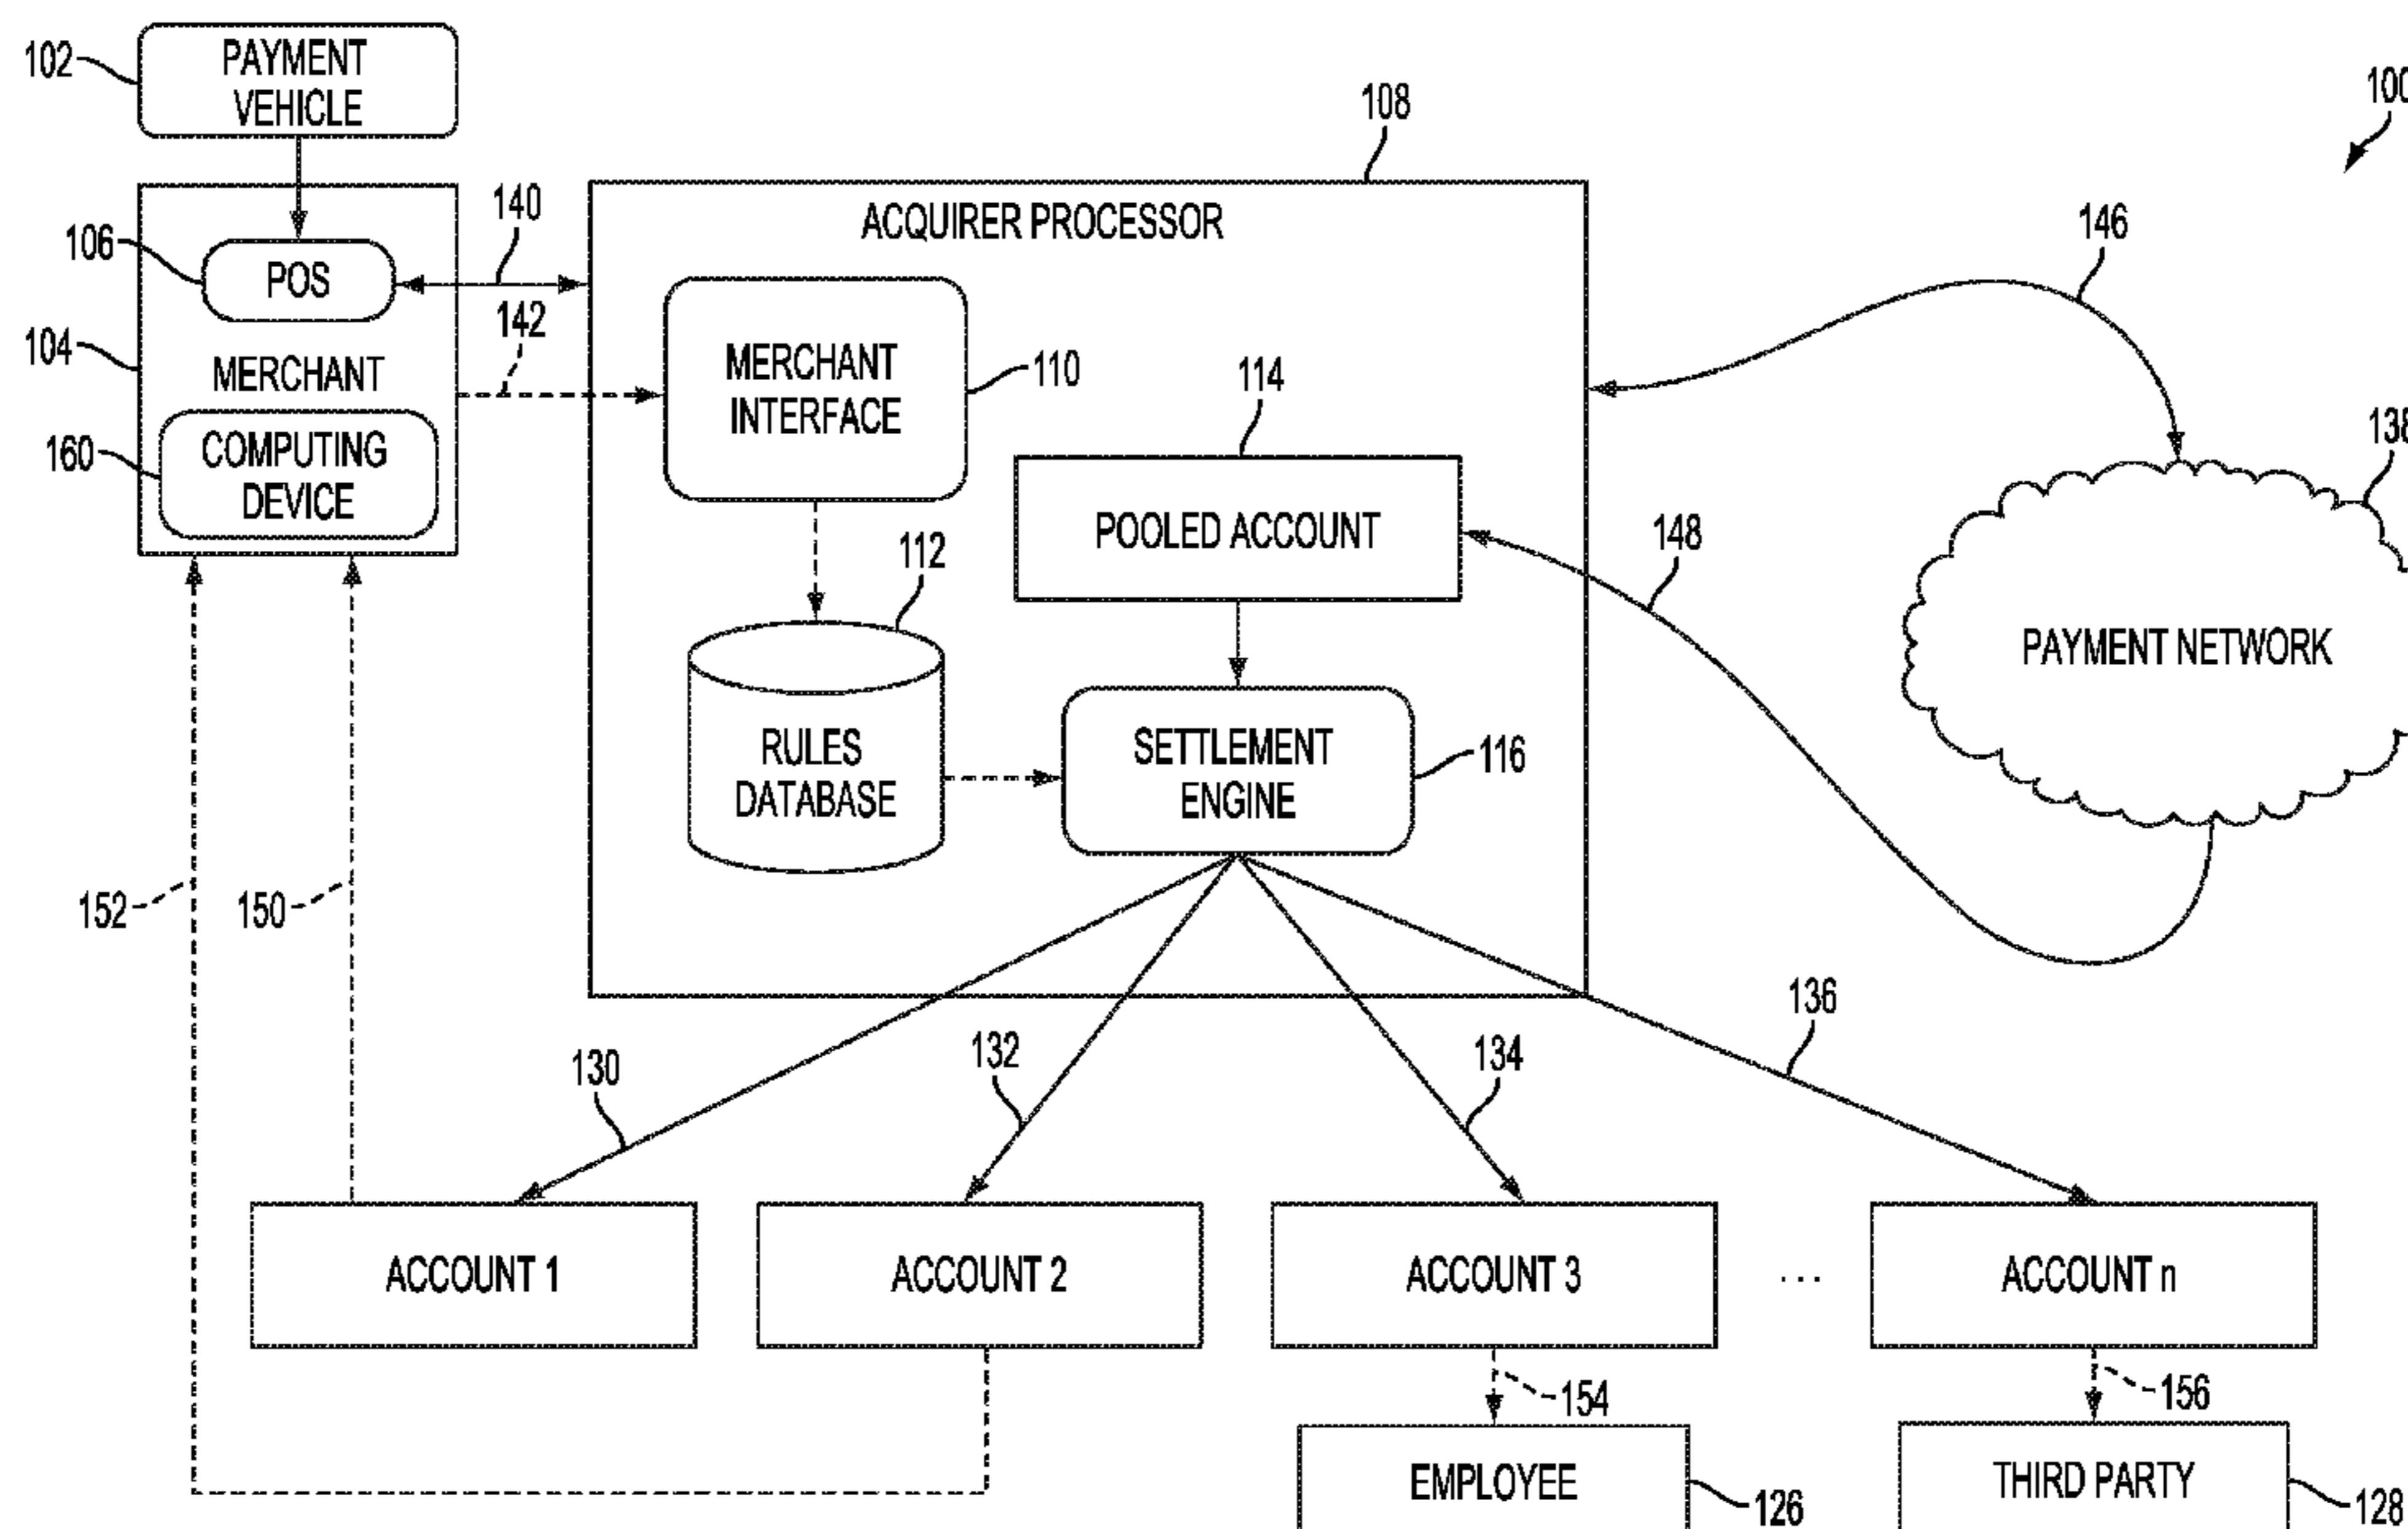 102
PAYMENT
VEHICLE
100
108
ACQUIRER PROCESSOR
140
106
POS
142
146
104
MERCHANT
MERCHANT
INTERFACE
110
114
138
160
COMPUTING
DEVICE
POOLED ACCOUNT
148
112
PAYMENT NETWORK
RULES
DATABASE
SETTLEMENT
ENGINE
116
152
150
136
130
132
134
ACCOUNT 1
ACCOUNT 2
ACCOUNT 3
...
ACCOUNT n
154
156
EMPLOYEE
126
THIRD PARTY
128